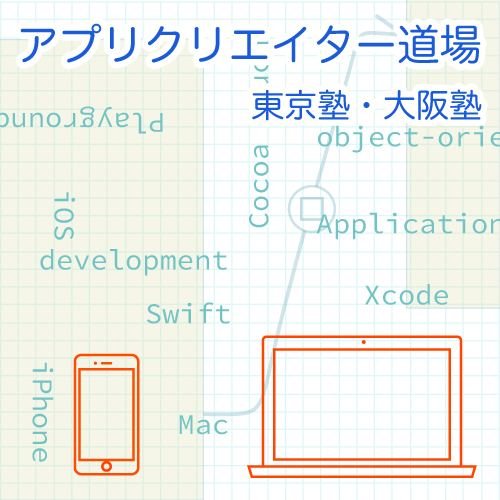 アプリクリエイター道場
東京塾・大阪塾
Playground
object-orie
Cocoa
iOS
Application
development
Xcode
Swift
iPhone
Mac